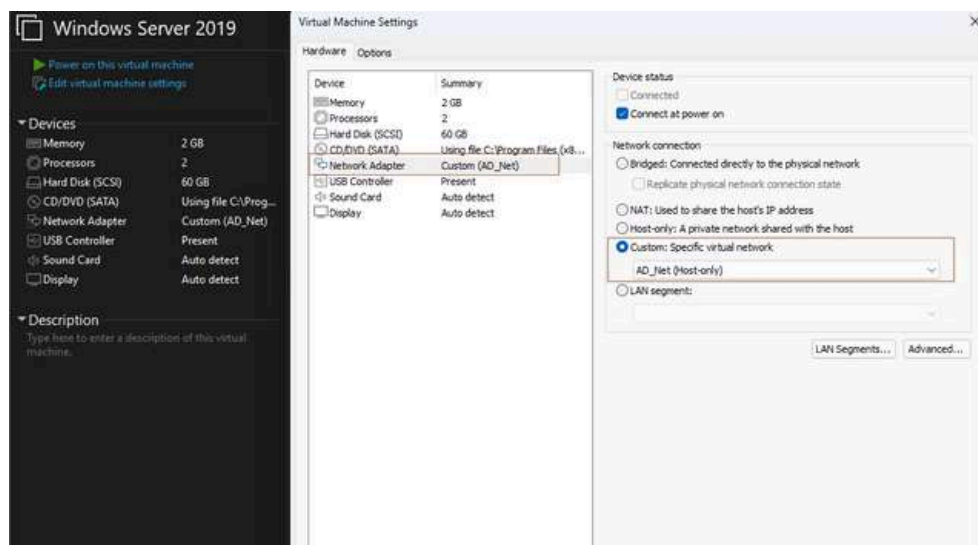 Windows Server 2019
Power on this virtual machine
Edit virtual machine settings
Devices
Memory 2 GB
Processors 2
Hard Disk (SCSI) 60 GB
CD/DVD (SATA) Using file C:\Prog...
Network Adapter Custom (AD_Net)
USB Controller Present
Sound Card Auto detect
Display Auto detect
Description
Type here to enter a description of this virtual
machine.
Virtual Machine Settings
Hardware Options
Device Summary
Memory 2 GB
Processors 2
Hard Disk (SCSI) 60 GB
CD/DVD (SATA) Using file C:\Program Files (x8...
Network Adapter Custom (AD_Net)
USB Controller Present
Sound Card Auto detect
Display Auto detect
Device status
Connected
Connect at power on
Network connection
Bridged: Connected directly to the physical network
Replicate physical network connection state
NAT: Used to share the host's IP address
Host-only: A private network shared with the host
Custom: Specific virtual network
AD_Net (Host-only)
LAN segment:
LAN Segments... Advanced...